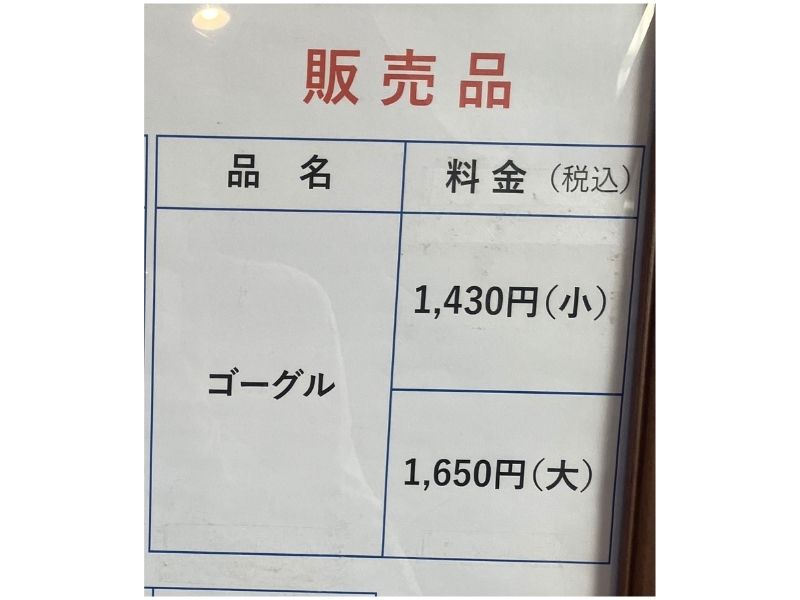 販売品
品名 料金（税込）
ゴーグル
1,430円（小）
1,650円（大）